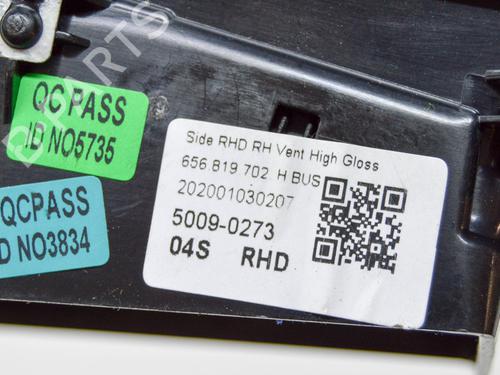 B-PARTS
QC PASS
ID NO5735
QCPASS
D NO3834
Side RHD RH Vent High Gloss
656 819 702 H BUS
202001030207
5009-0273
04S RHD